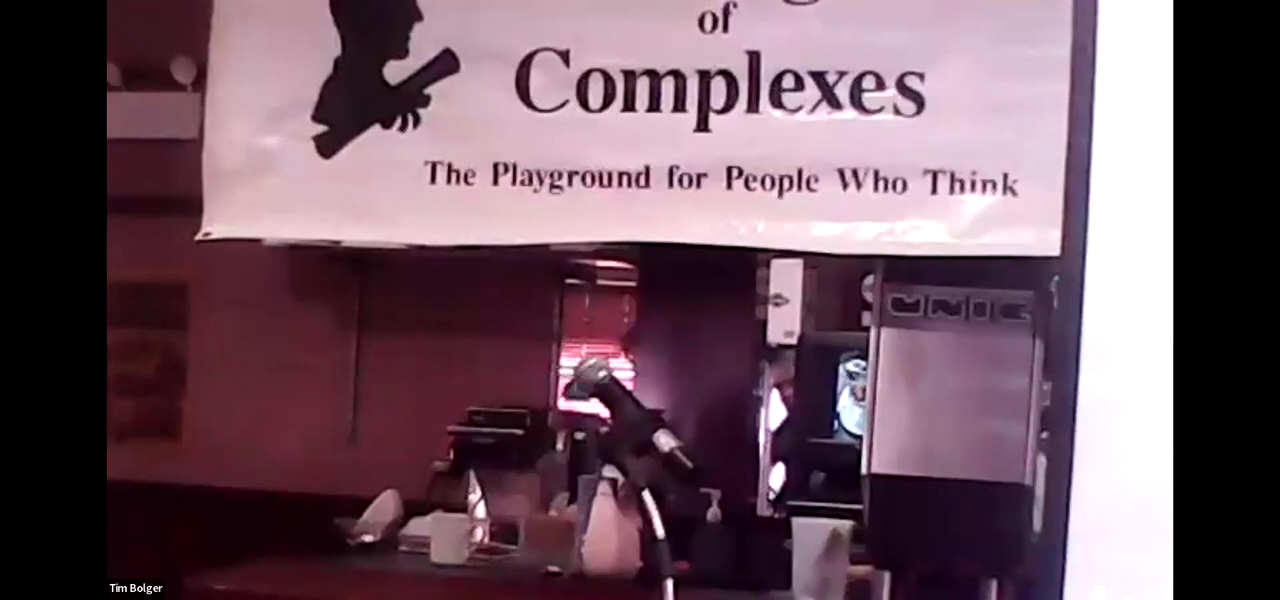 of
Complexes
The Playground for People Who Think
UNIC
Tim Bolger